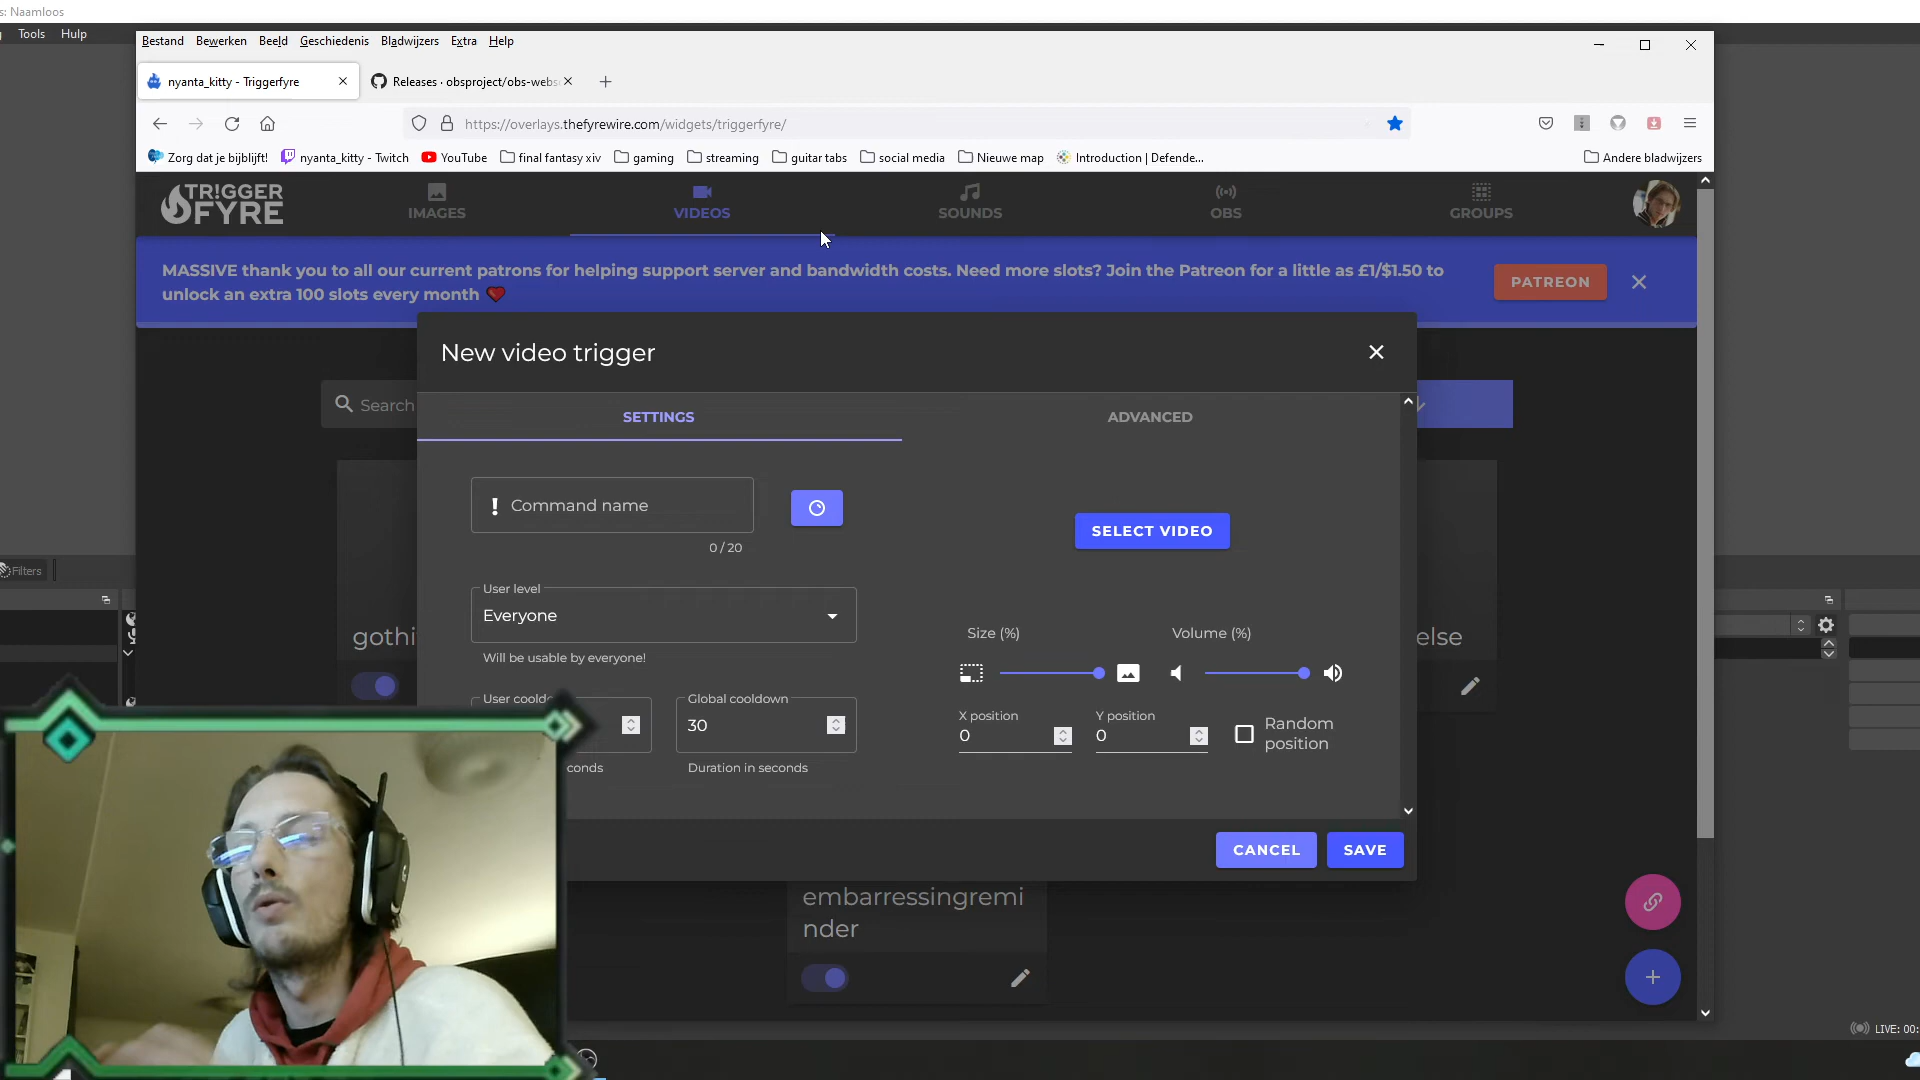 s: Naamloos
Tools Help
Bestand Bewerken Beeld Geschiedenis Bladwijzers Extra Help
nyanta_kitty - Triggerfyre Releases · obsproject/obs-webs
https://overlays.thefyrewire.com/widgets/triggerfyre/
Zorg dat je bijblijft! nyanta_kitty - Twitch YouTube final fantasy xiv gaming streaming guitar tabs social media Nieuwe map Introduction | Defende... Andere bladwijzers
TR!GGER
FYRE
IMAGES VIDEOS SOUNDS OBS GROUPS
MASSIVE thank you to all our current patrons for helping support server and bandwidth costs. Need more slots? Join the Patreon for a little as £1/$1.50 to
unlock an extra 100 slots every month
PATREON
New video trigger
Search
SETTINGS ADVANCED
! Command name
0 / 20
SELECT VIDEO
Filters
User level
Everyone
Will be usable by everyone!
gothi
else
Size (%) Volume (%)
User cooldo
Global cooldown
30
conds
Duration in seconds
X position
0
Y position
0
Random
position
CANCEL SAVE
embarressingremi
nder
LIVE: 00: